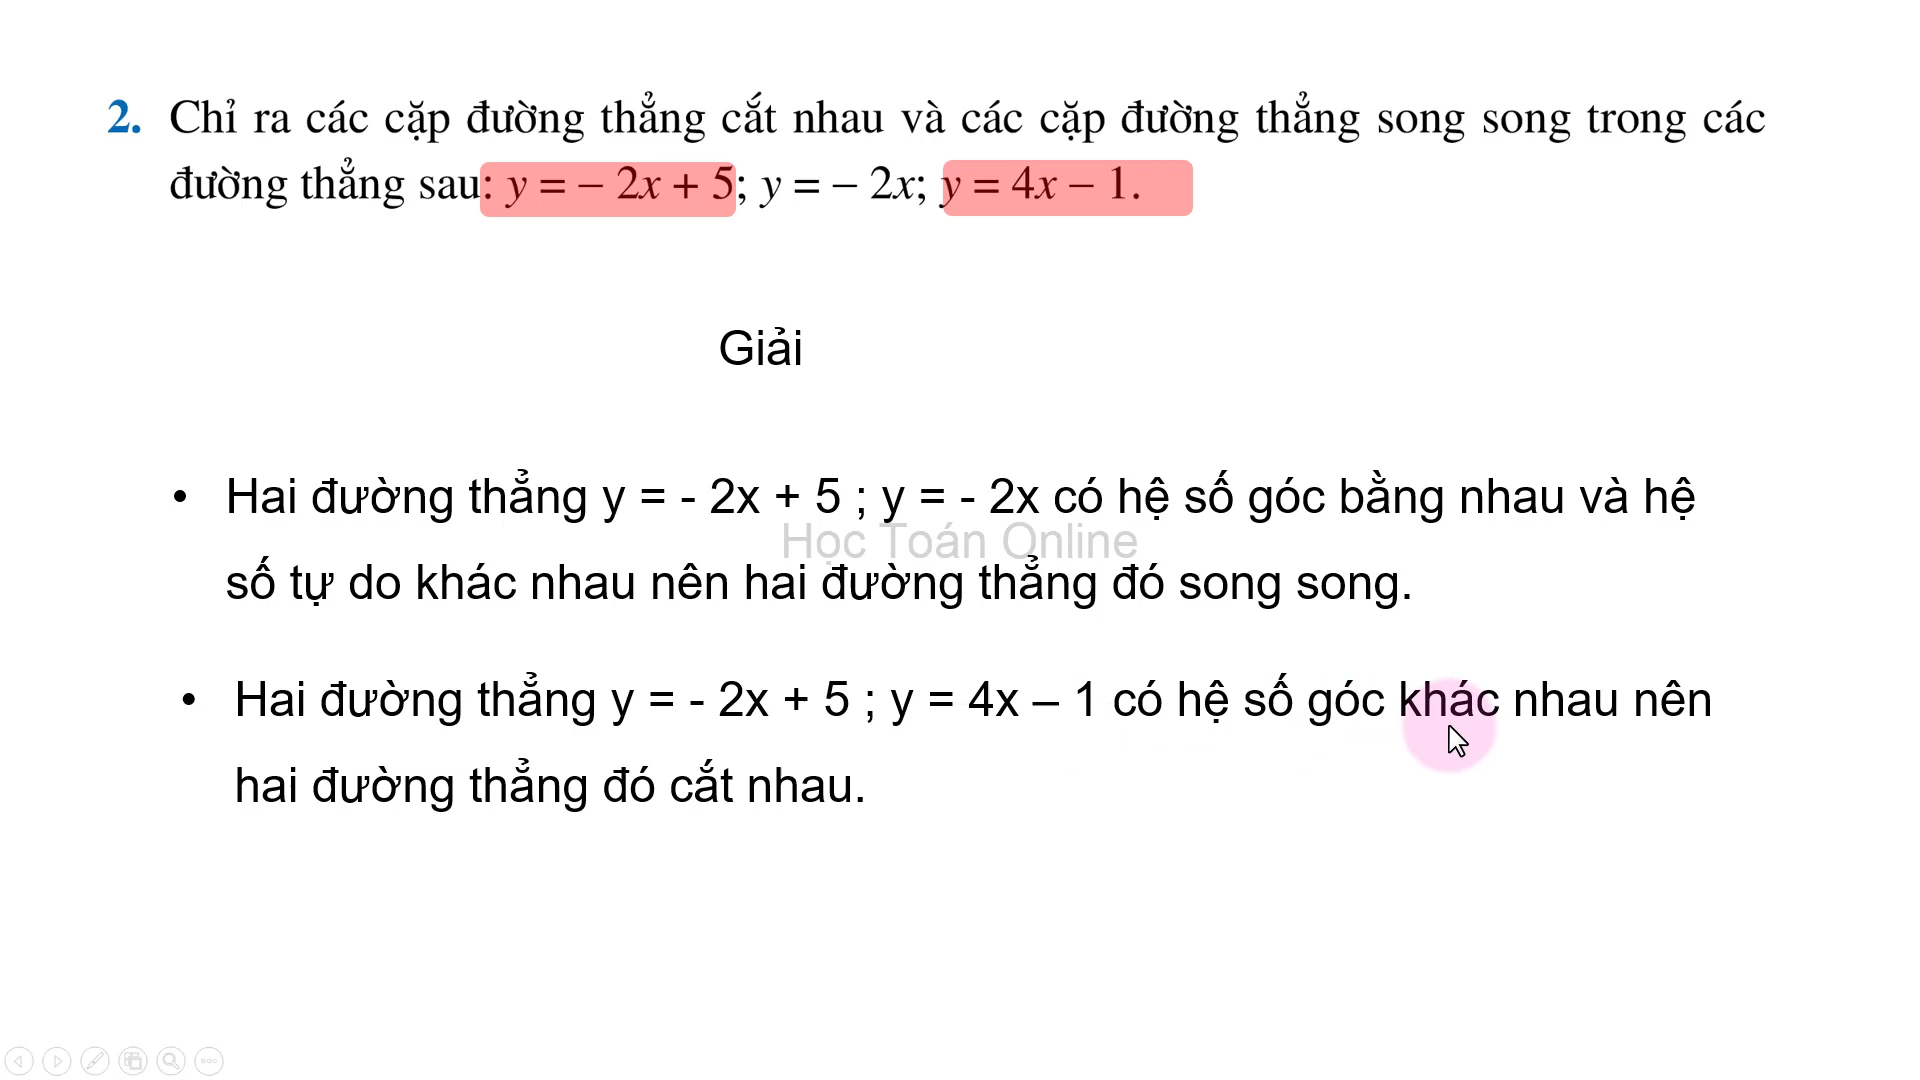 2. Chỉ ra các cặp đường thẳng cắt nhau và các cặp đường thẳng song song trong các
đường thẳng sau: y = – 2x + 5; y = – 2x; y = 4x – 1.
Giải
• Hai đường thẳng y = - 2x + 5 ; y = - 2x có hệ số góc bằng nhau và hệ
Học Toán Online
số tự do khác nhau nên hai đường thẳng đó song song.
• Hai đường thẳng y = - 2x + 5 ; y = 4x – 1 có hệ số góc khác nhau nên
hai đường thẳng đó cắt nhau.